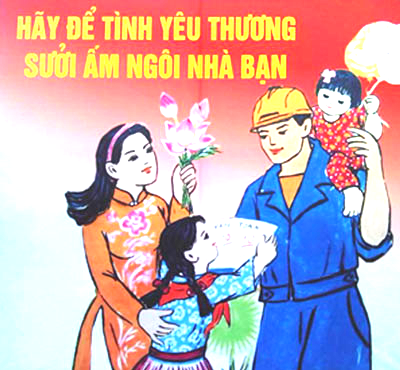 HÃY ĐỂ TÌNH YÊU THƯƠNG
SƯỞI ẤM NGÔI NHÀ BẠN